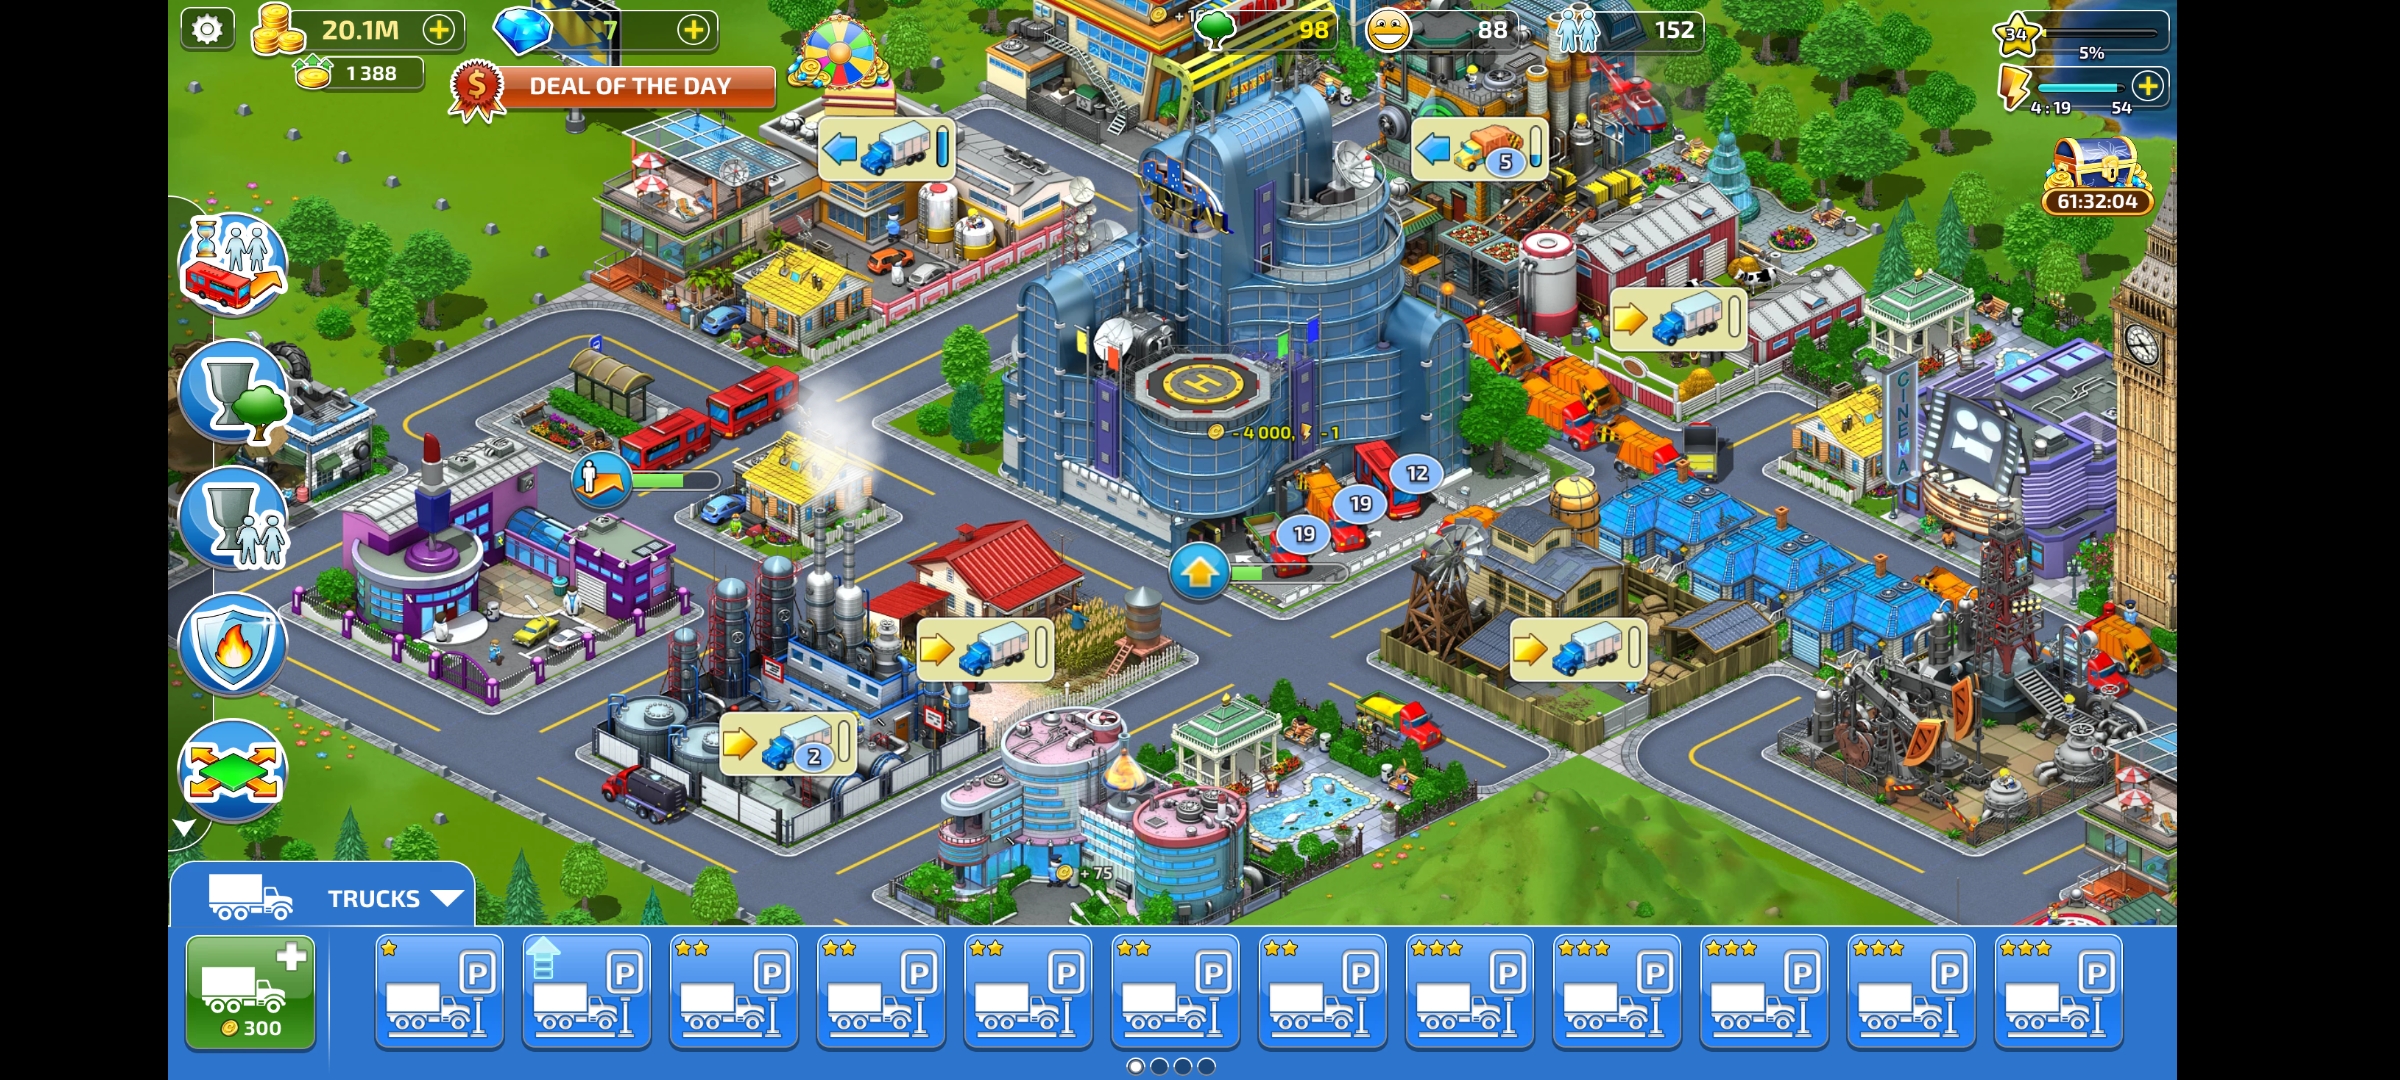 20.1M
7
98
88
152
34
5%
1 388
DEAL OF THE DAY
4:19
54
5
61:32:04
H
- 4 000, - 1
CINEMA
12
19
19
2
+ 75
TRUCKS
300
P
P
P
P
P
P
P
P
P
P
P
P